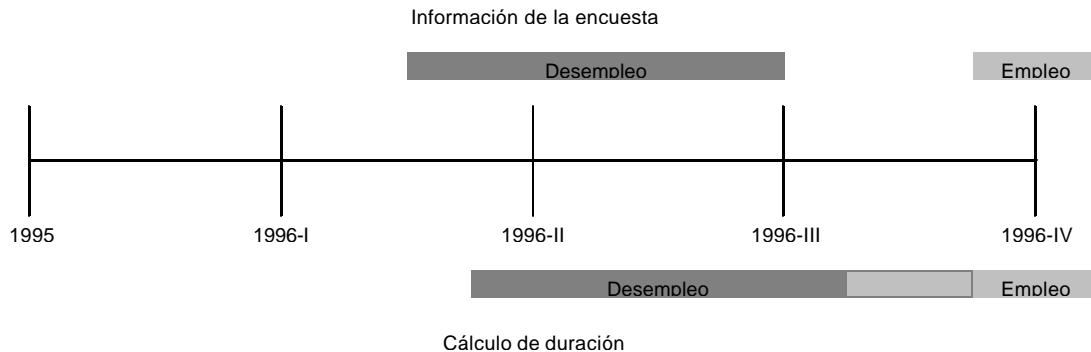 Información de la encuesta
Desempleo Empleo
1995 1996-I 1996-II 1996-III 1996-IV
Desempleo Empleo
Cálculo de duración